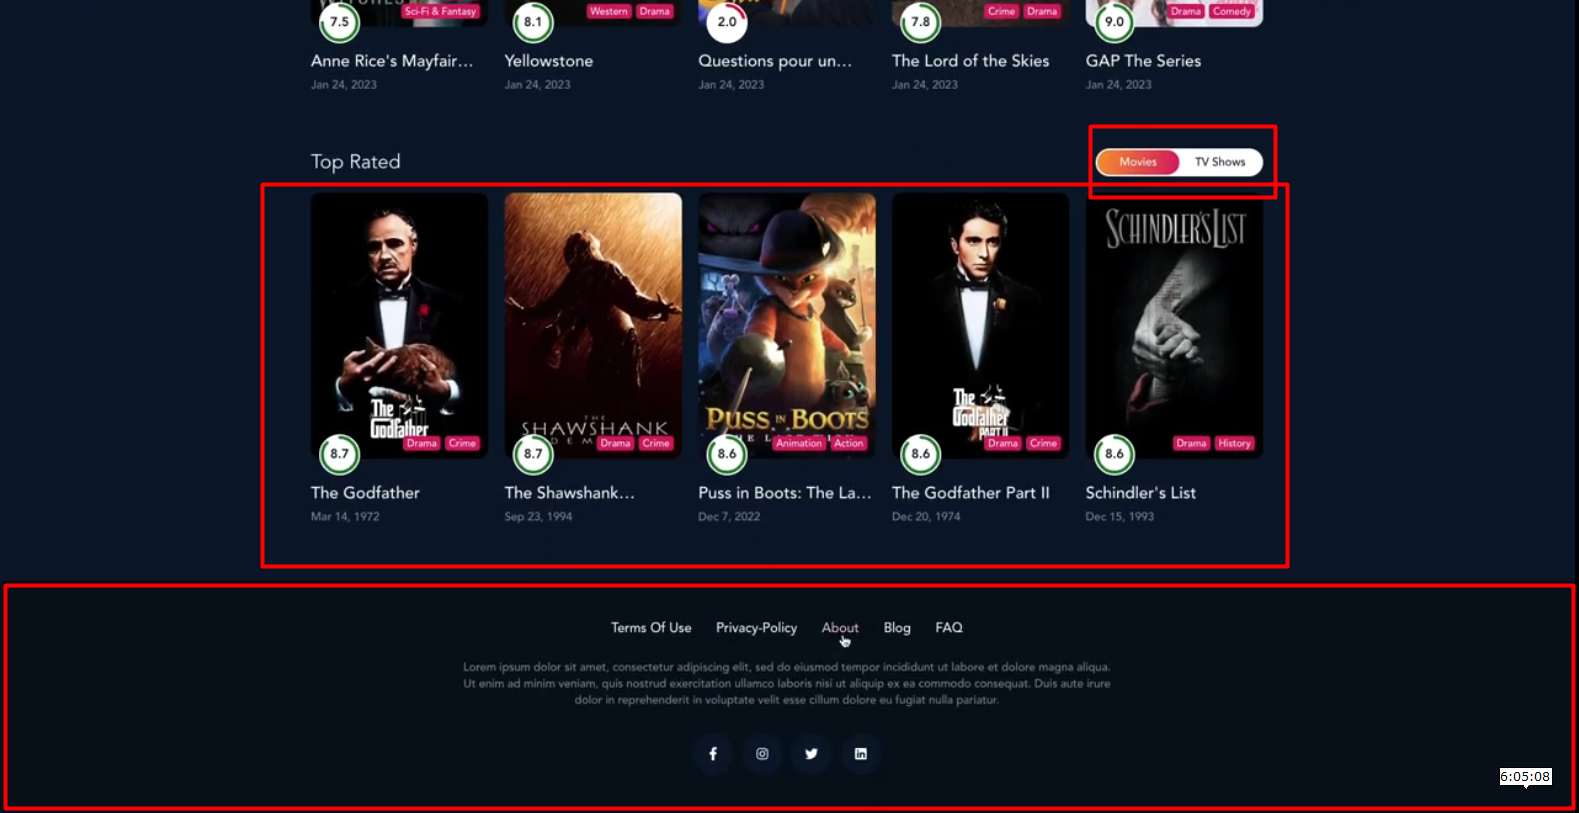 Sci-Fi & Fantasy
Western
Drama
Crime
Drama
Drama
Comedy
7.5
8.1
2.0
7.8
9.0
Anne Rice's Mayfair...
Yellowstone
Questions pour un...
The Lord of the Skies
GAP The Series
Jan 24, 2023
Jan 24, 2023
Jan 24, 2023
Jan 24, 2023
Jan 24, 2023
Top Rated
Movies
TV Shows
SCHINDLER'S LIST
The
Godfather
THE
SHAWSHANK
PUSS IN BOOTS
The
Godfather
PART II
Drama
Crime
Drama
Crime
Animation
Action
Drama
Crime
Drama
History
8.7
8.7
8.6
8.6
8.6
The Godfather
The Shawshank...
Puss in Boots: The La...
The Godfather Part II
Schindler's List
Mar 14, 1972
Sep 23, 1994
Dec 7, 2022
Dec 20, 1974
Dec 15, 1993
Terms Of Use
Privacy-Policy
About
Blog
FAQ
Lorem ipsum dolor sit amet, consectetur adipiscing elit, sed do eiusmod tempor incididunt ut labore et dolore magna aliqua.
Ut enim ad minim veniam, quis nostrud exercitation ullamco laboris nisi ut aliquip ex ea commodo consequat. Duis aute irure
dolor in reprehenderit in voluptate velit esse cillum dolore eu fugiat nulla pariatur.
6:05:08